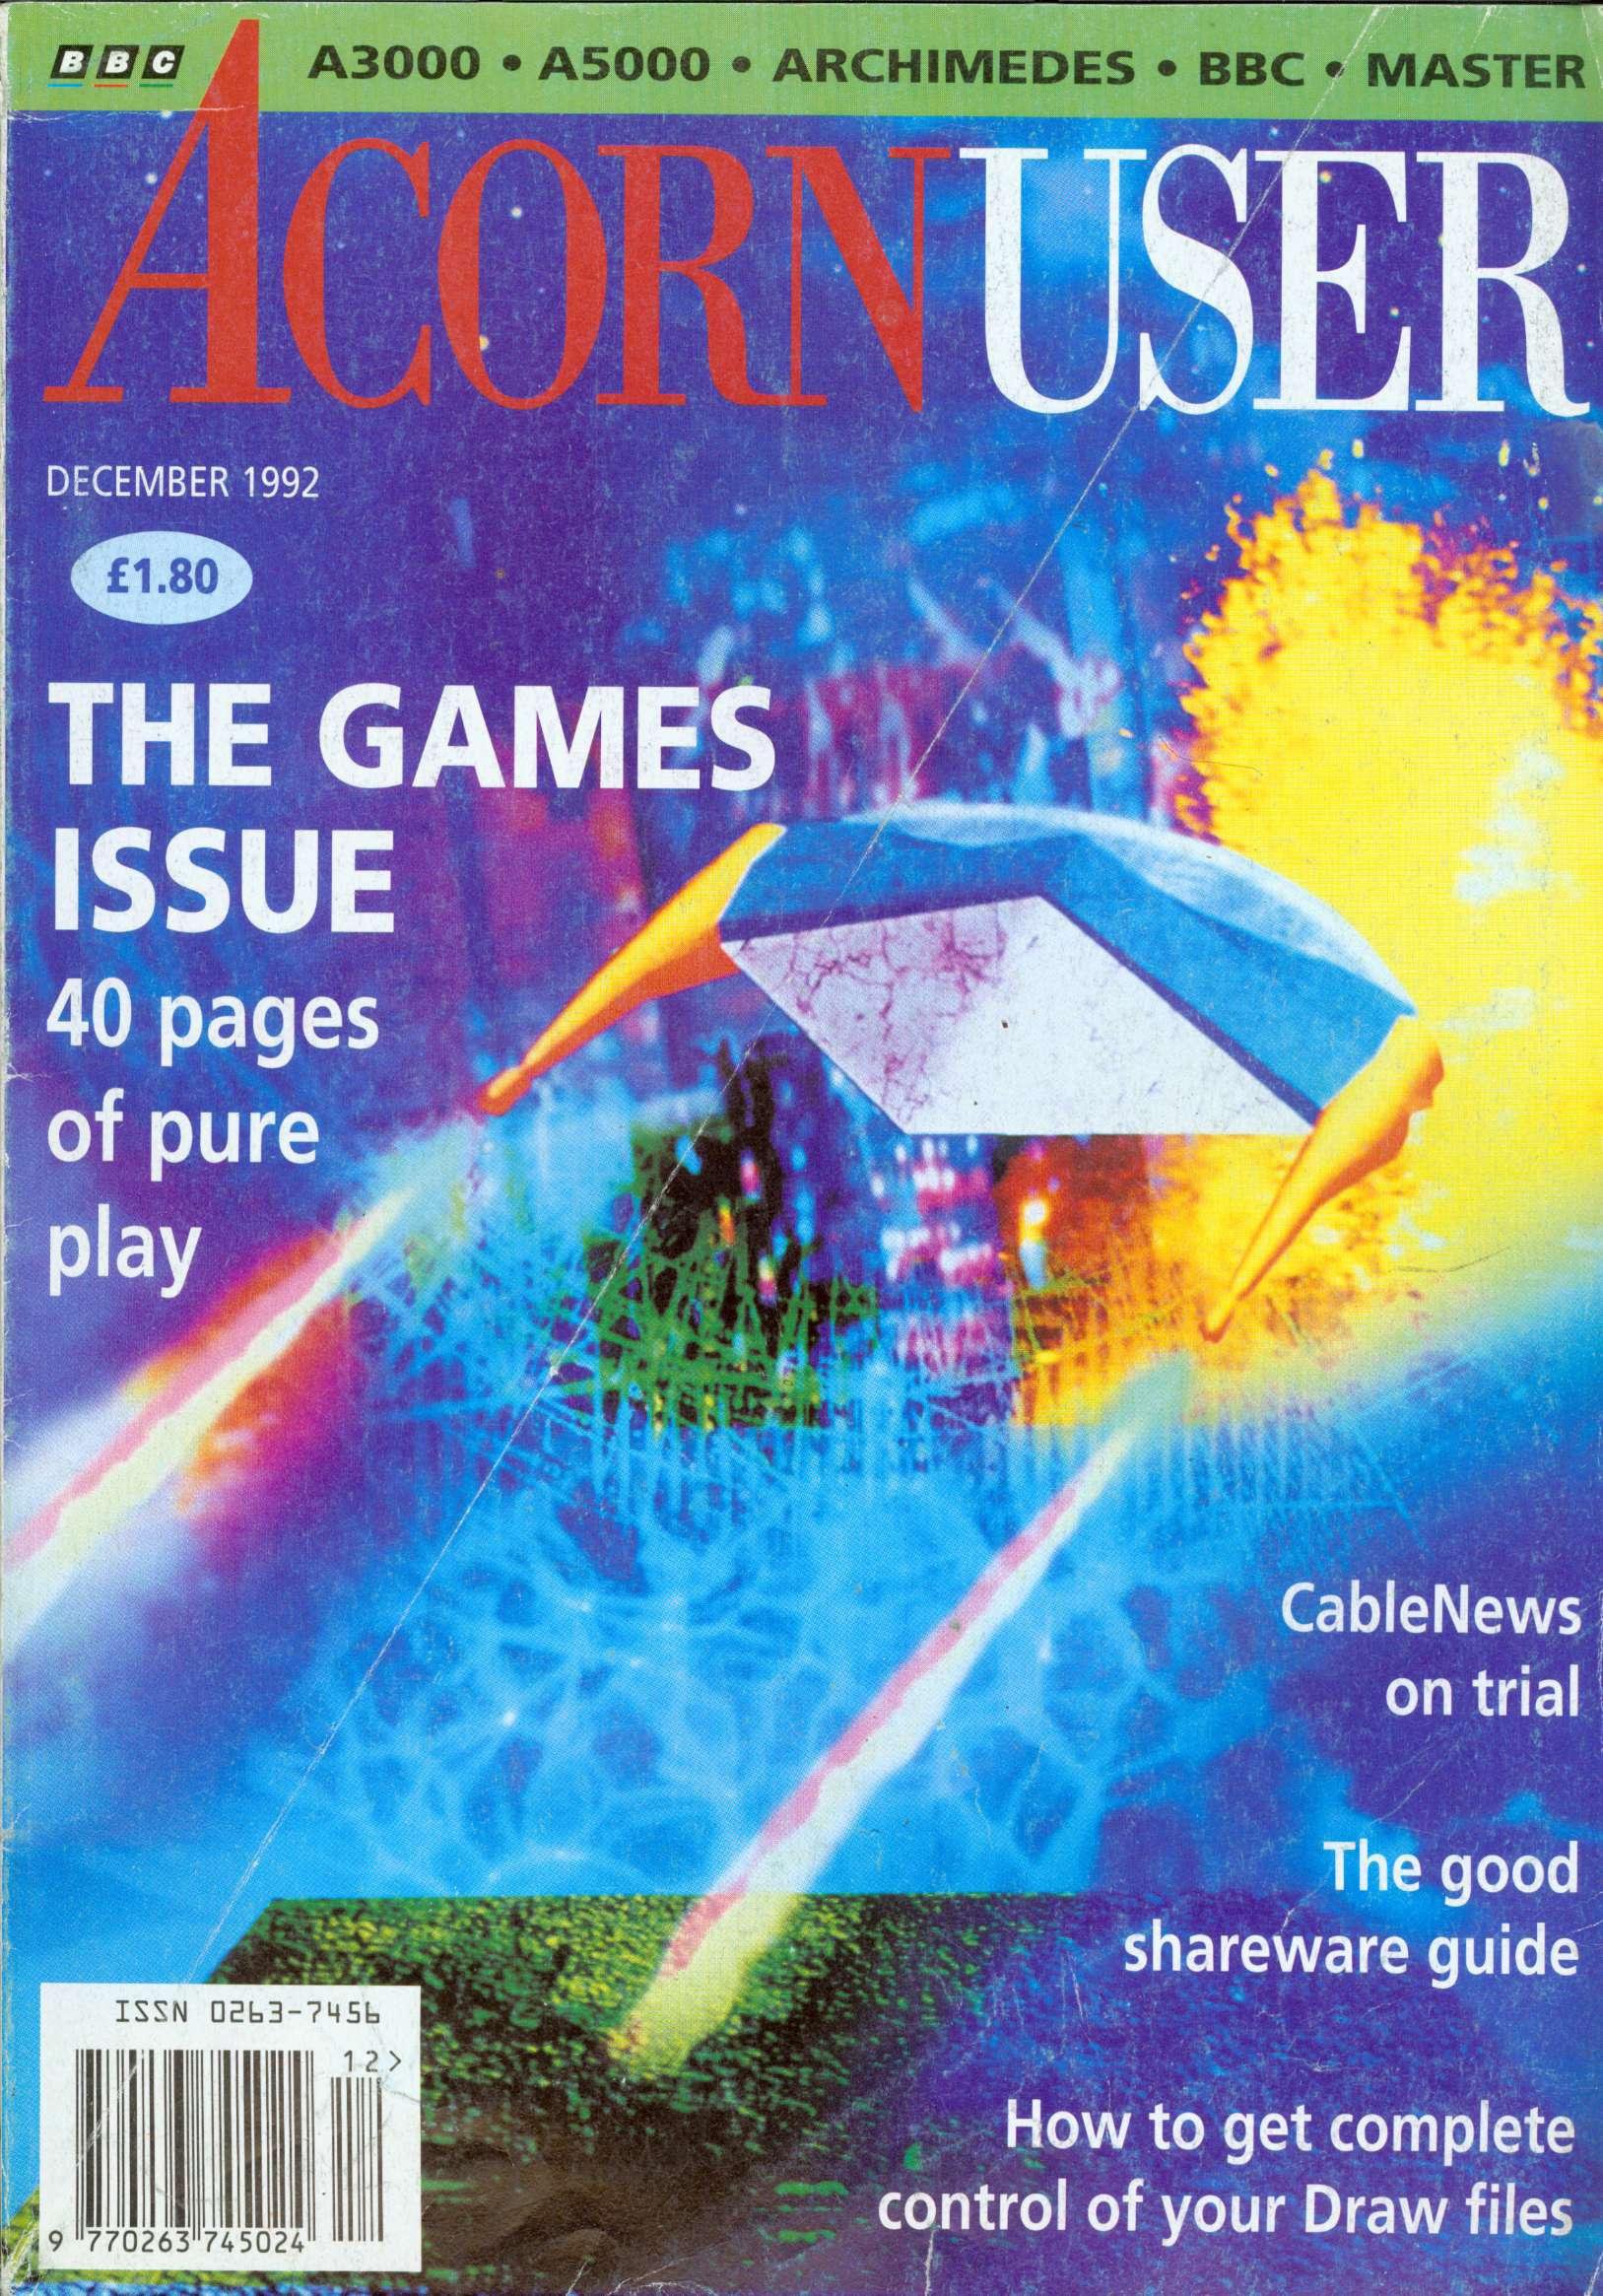 BBC A3000 • A5000 • ARCHIMEDES • BBC • MASTER
ACORN USER
DECEMBER 1992
£1.80
THE GAMES
ISSUE
40 pages
of pure
play
CableNews
on trial
The good
shareware guide
How to get complete
control of your Draw files
ISSN 0263-7456
12>
9 770263 745024